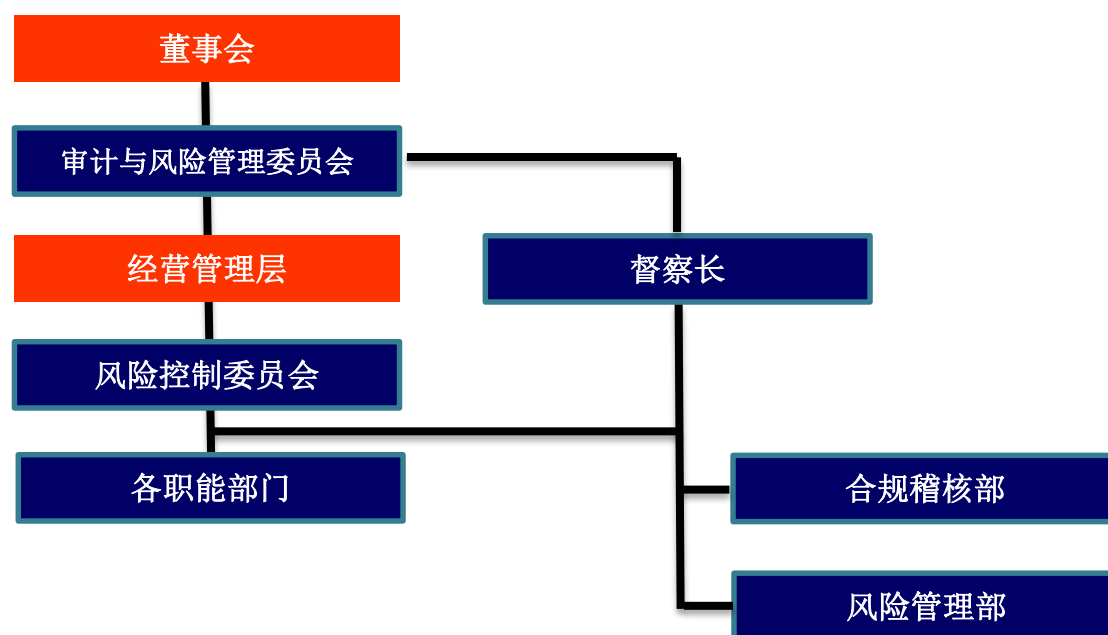 董事会
审计与风险管理委员会
经营管理层
督察长
风险控制委员会
各职能部门
合规稽核部
风险管理部